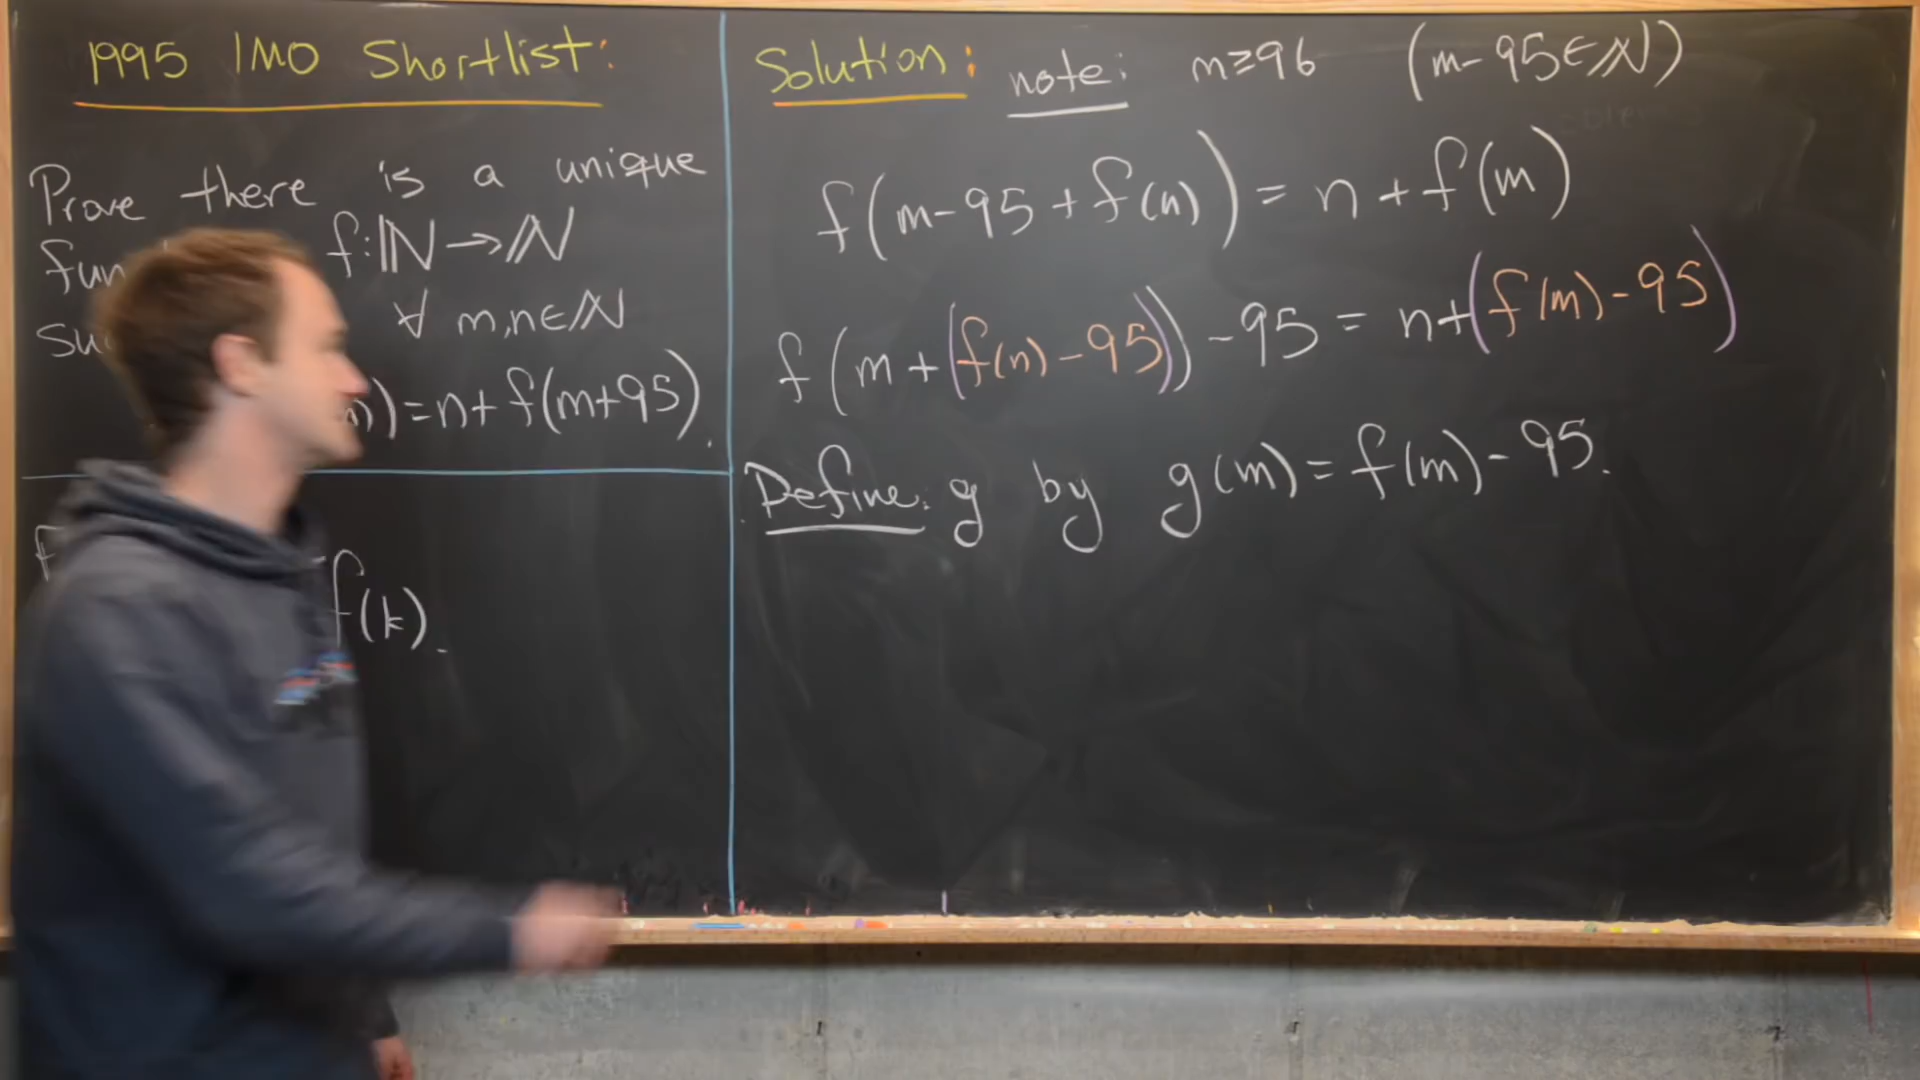 1995 IMO Shortlist:
Prove there is a unique
f:ℕ→ℕ
∀ m,n∈ℕ
)=n+f(m+95).
f(k).
Solution: note: m≥96 (m-95∈ℕ)
f(m-95+f(n))=n+f(m)
f(m+(f(n)-95))-95=n+(f(m)-95)
Define: g by g(m)=f(m)-95.